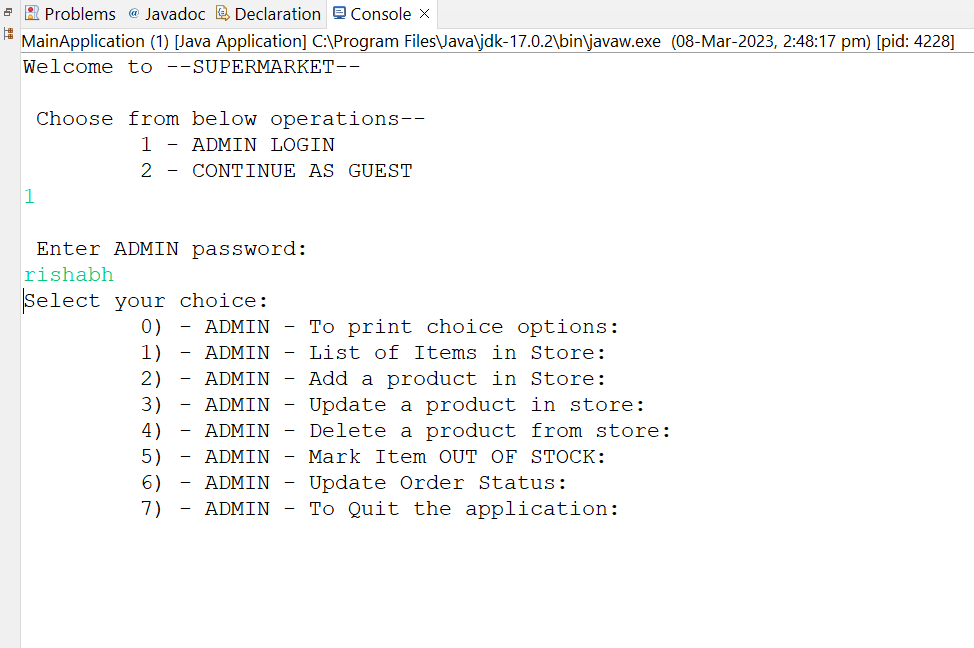 Problems @ Javadoc Declaration Console
MainApplication (1) [Java Application] C:\Program Files\Java\jdk-17.0.2\bin\javaw.exe (08-Mar-2023, 2:48:17 pm) [pid: 4228]
Welcome to --SUPERMARKET--
Choose from below operations--
1 - ADMIN LOGIN
2 - CONTINUE AS GUEST
1
Enter ADMIN password:
rishabh
Select your choice:
0) - ADMIN - To print choice options:
1) - ADMIN - List of Items in Store:
2) - ADMIN - Add a product in Store:
3) - ADMIN - Update a product in store:
4) - ADMIN - Delete a product from store:
5) - ADMIN - Mark Item OUT OF STOCK:
6) - ADMIN - Update Order Status:
7) - ADMIN - To Quit the application: